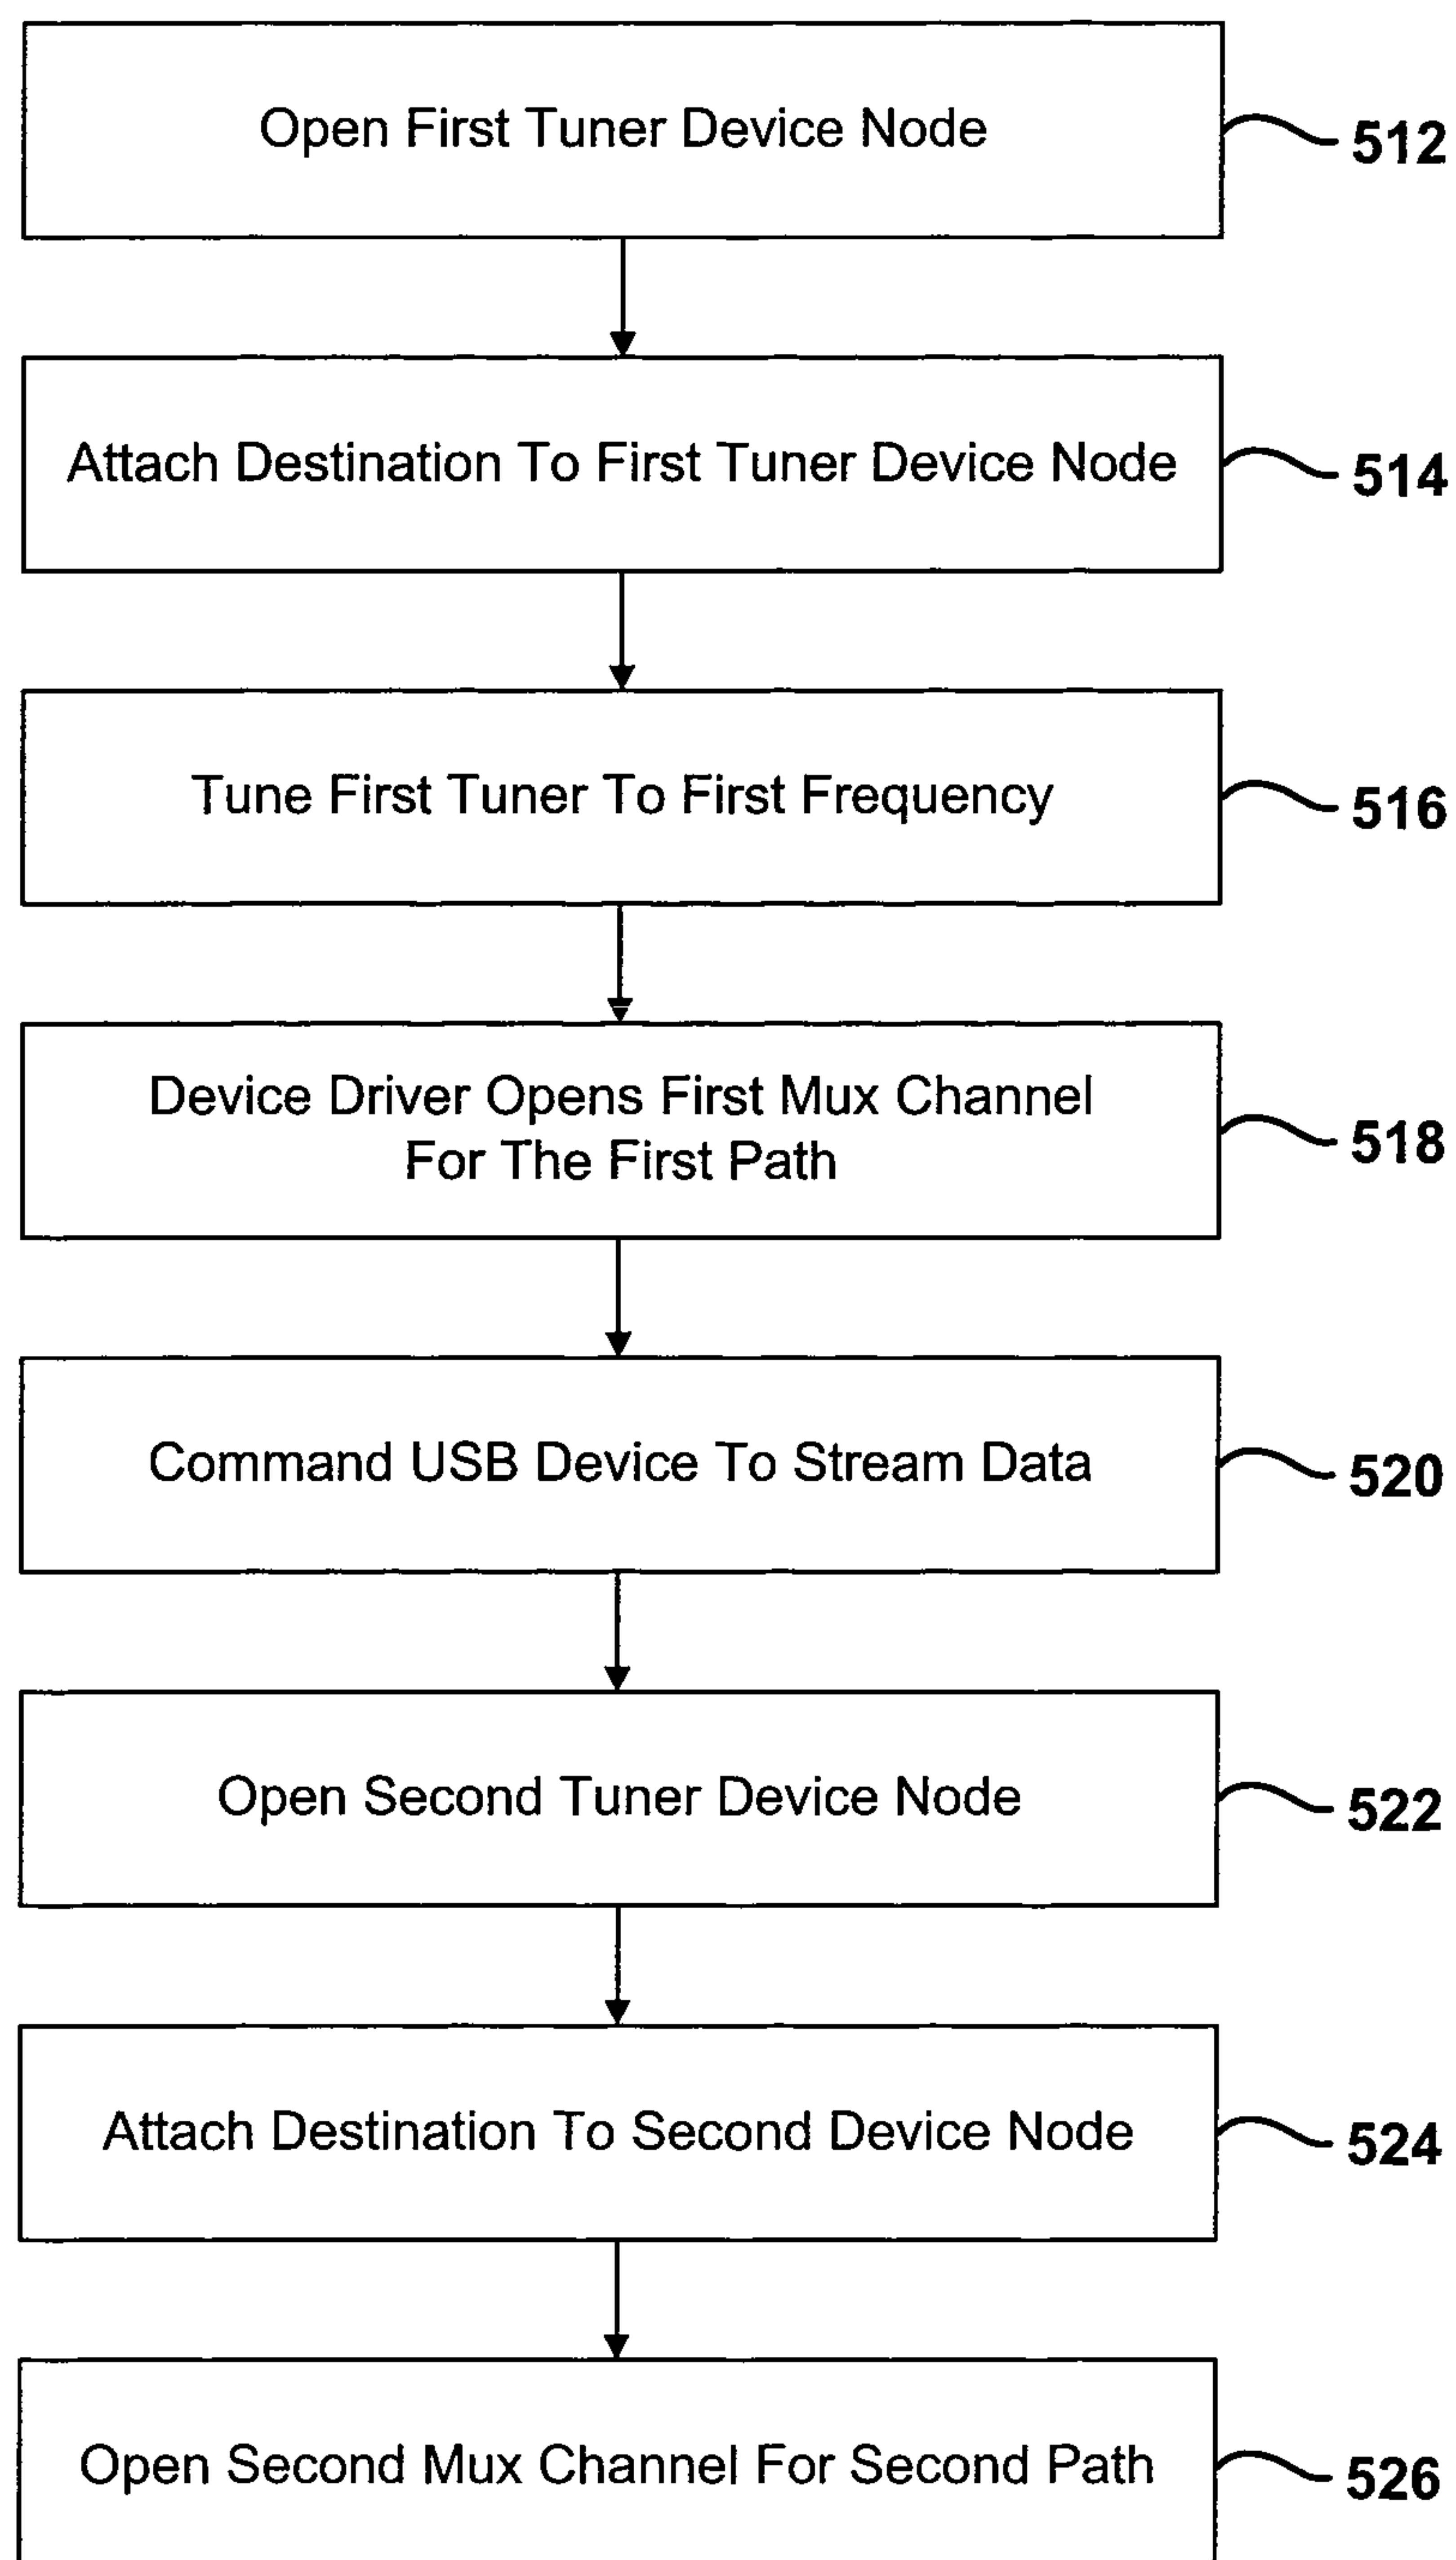 Open First Tuner Device Node
512
Attach Destination To First Tuner Device Node
514
Tune First Tuner To First Frequency
516
Device Driver Opens First Mux Channel
For The First Path
518
Command USB Device To Stream Data
520
Open Second Tuner Device Node
522
Attach Destination To Second Device Node
524
Open Second Mux Channel For Second Path
526